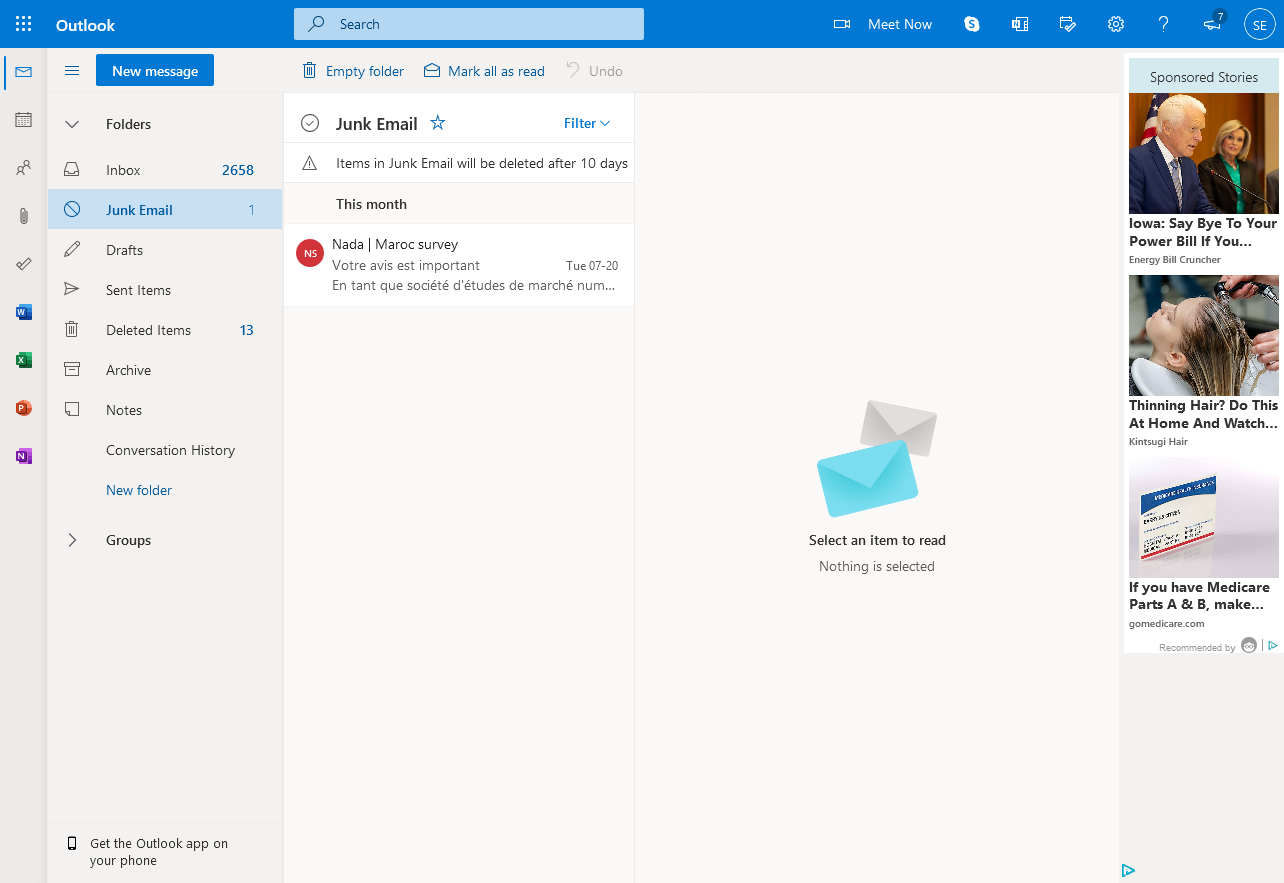 Outlook
Search
Meet Now
7
SE
New message
Empty folder
Mark all as read
Undo
Folders
Inbox 2658
Junk Email 1
Drafts
Sent Items
Deleted Items 13
Archive
Notes
Conversation History
New folder
Groups
Get the Outlook app on
your phone
Junk Email
Filter
Items in Junk Email will be deleted after 10 days
This month
NS
Nada | Maroc survey
Votre avis est important Tue 07-20
En tant que société d'études de marché num...
Select an item to read
Nothing is selected
Sponsored Stories
Iowa: Say Bye To Your
Power Bill If You...
Energy Bill Cruncher
Thinning Hair? Do This
At Home And Watch...
Kintsugi Hair
If you have Medicare
Parts A & B, make...
gomedicare.com
Recommended by